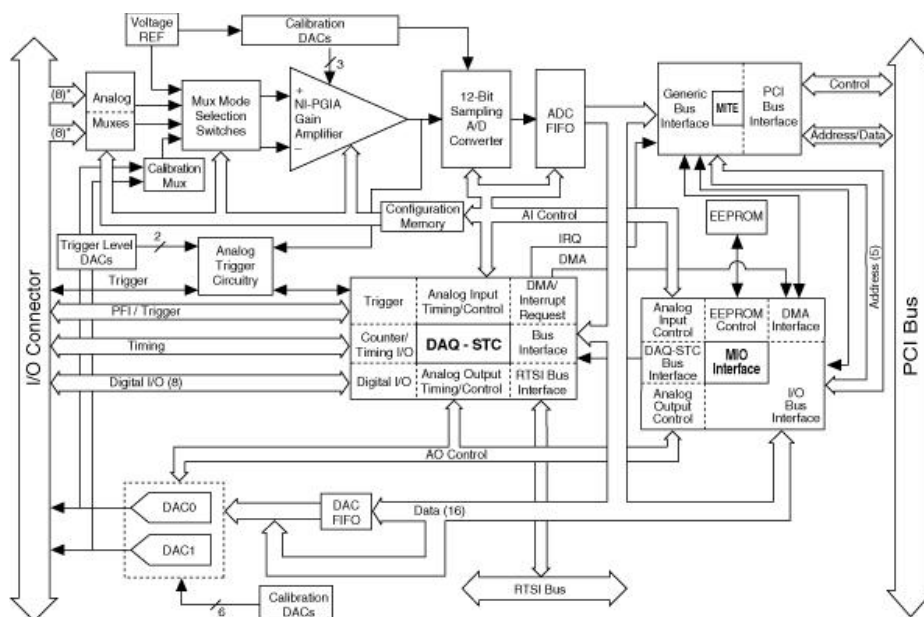 Voltage
REF
Calibration
DACs
3
(8)*
(8)*
Analog
Muxes
Mux Mode
Selection
Switches
+
NI-PGIA
Gain
Amplifier
–
12-Bit
Sampling
A/D
Converter
ADC
FIFO
Generic
Bus
Interface
MITE
PCI
Bus
Interface
Control
Address/Data
Calibration
Mux
Configuration
Memory
AI Control
EEPROM
IRQ
DMA
Address (5)
Trigger Level
DACs
2
Analog
Trigger
Circuitry
Trigger
PFI / Trigger
Timing
Digital I/O (8)
I/O Connector
PCI Bus
Trigger
Analog Input
Timing/Control
DMA/
Interrupt
Request
Counter/
Timing I/O
DAQ - STC
Bus
Interface
Digital I/O
Analog Output
Timing/Control
RTSI Bus
Interface
Analog
Input
Control
EEPROM
Control
DMA
Interface
DAQ-STC
Bus
Interface
MIO
Interface
Analog
Output
Control
I/O
Bus
Interface
AO Control
DAC0
DAC1
DAC
FIFO
Data (16)
6
Calibration
DACs
RTSI Bus